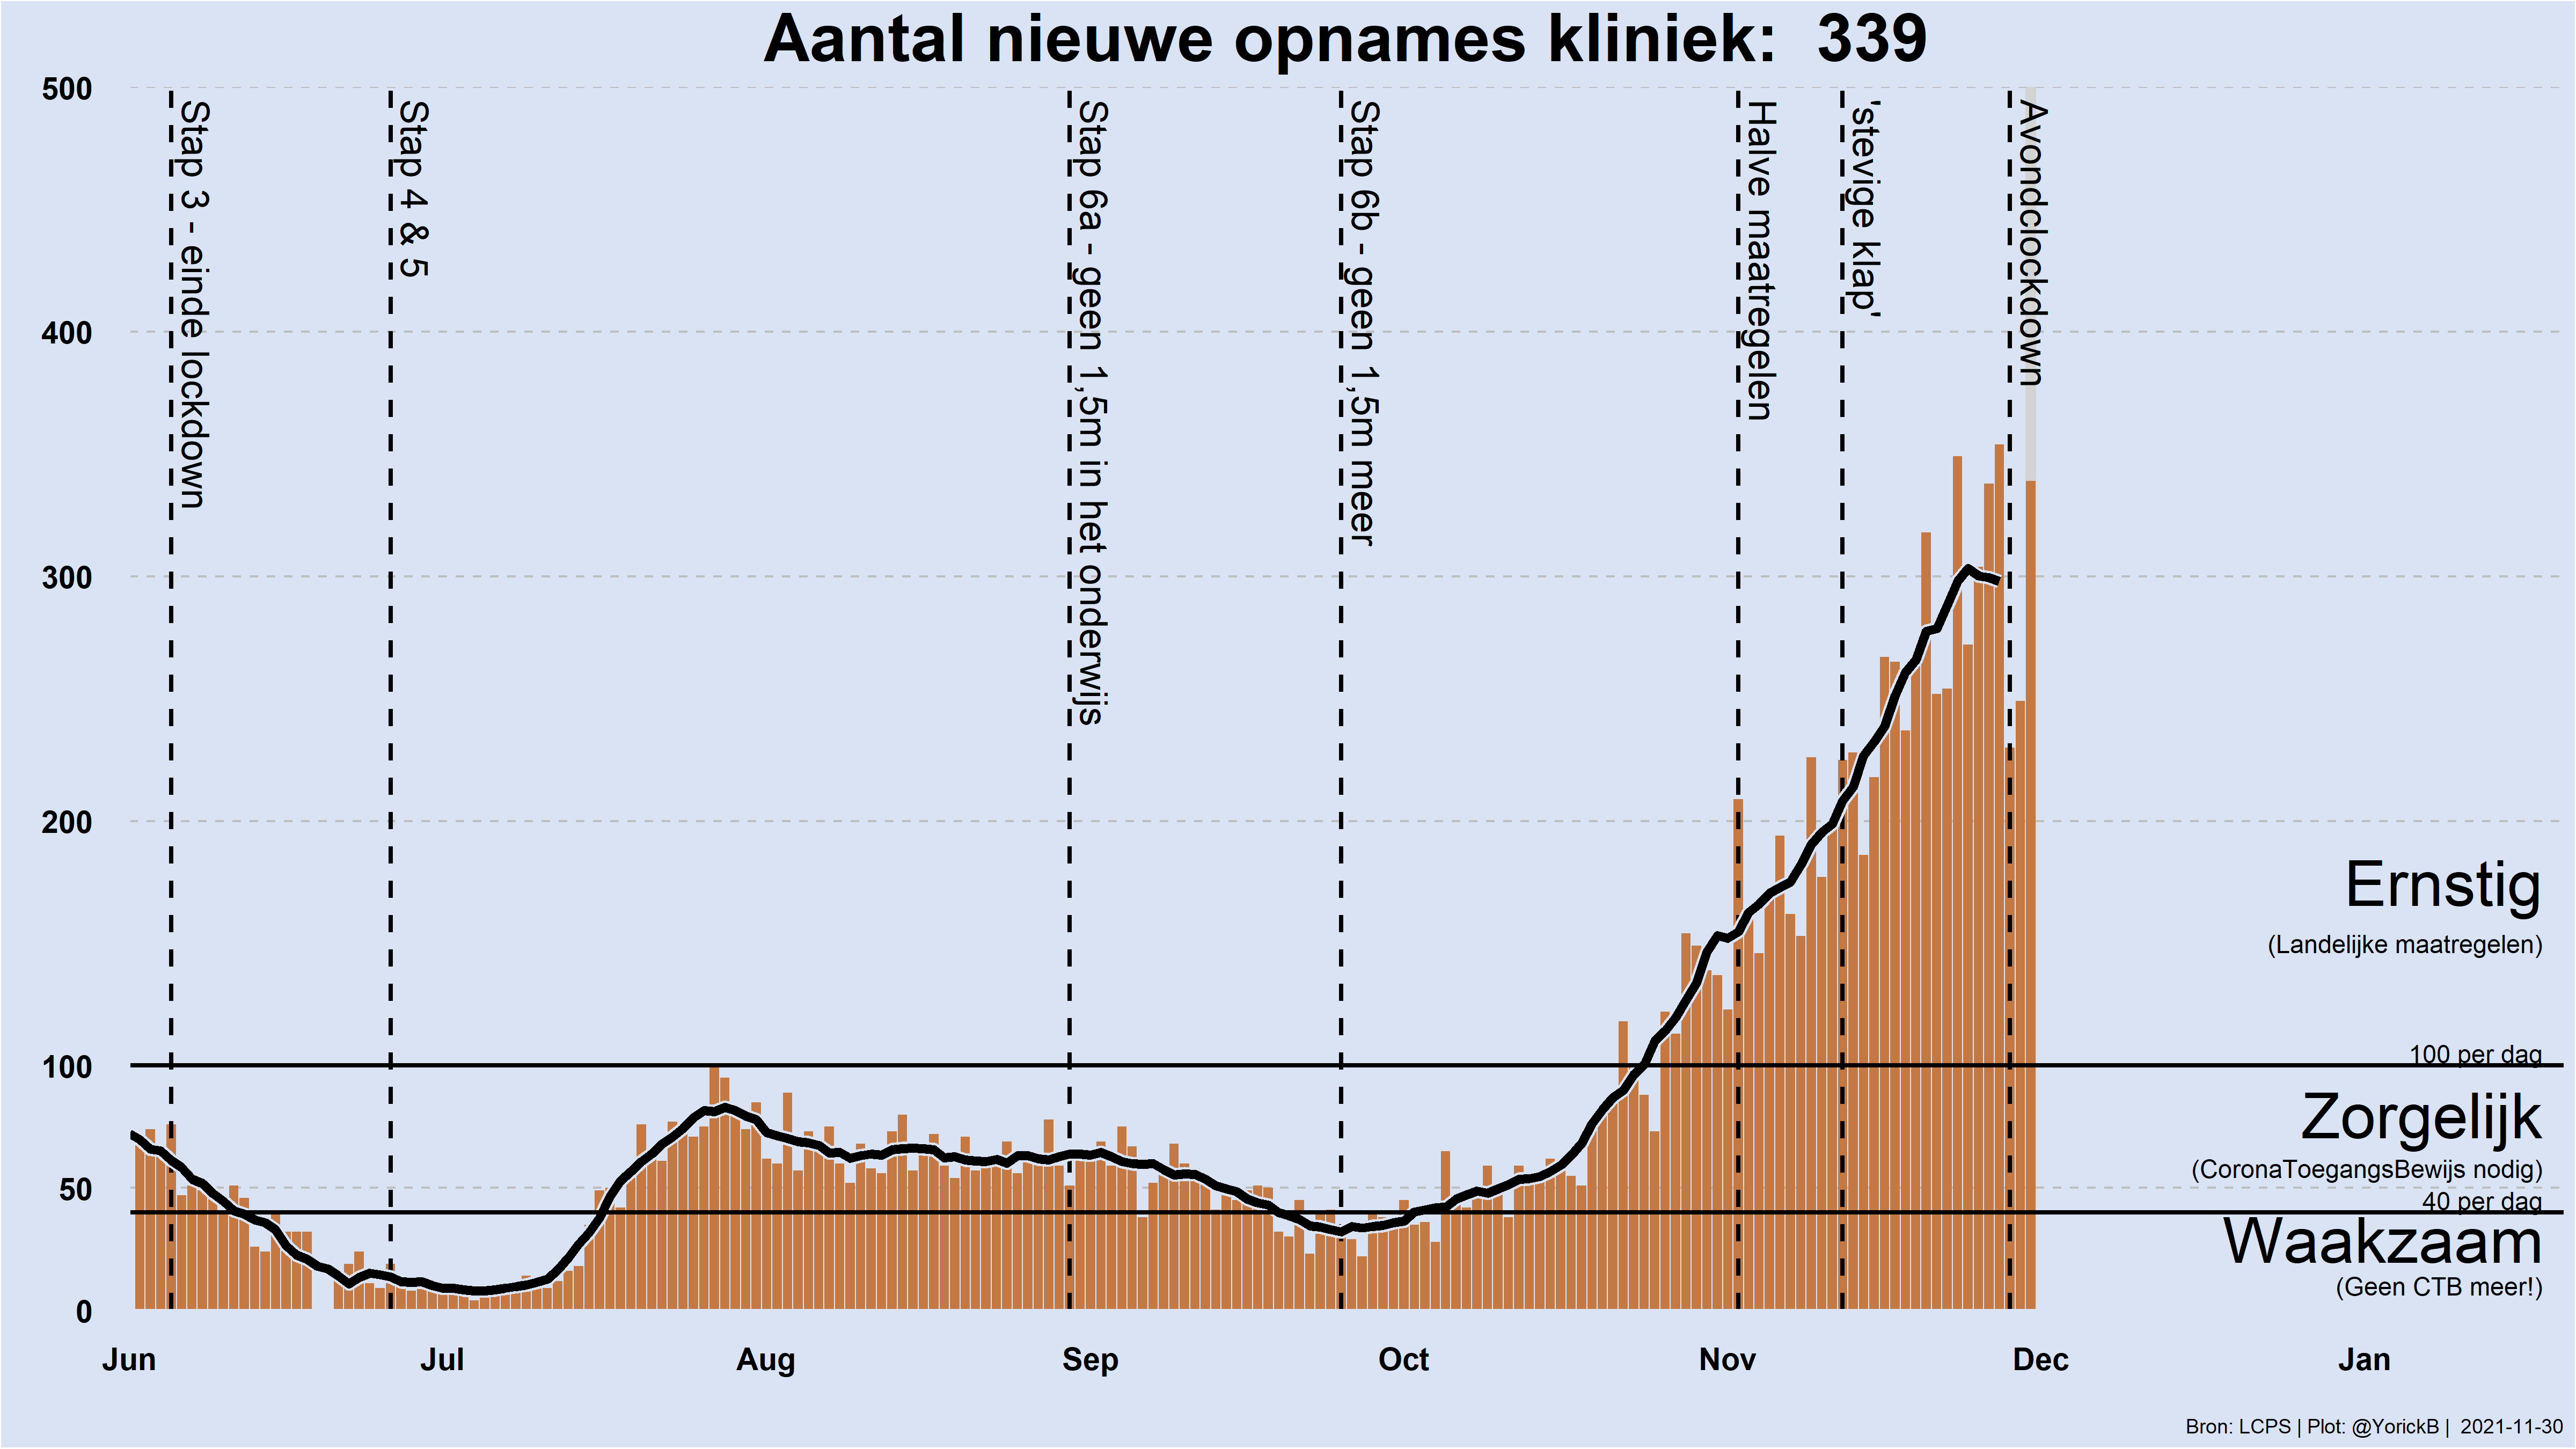 Aantal nieuwe opnames kliniek: 339
500
400
300
200
100
50
0
Stap 3 - einde lockdown
Stap 4 & 5
Stap 6a - geen 1,5m in het onderwijs
Stap 6b - geen 1,5m meer
Halve maatregelen
'stevige klap'
Avondclockdown
Ernstig
(Landelijke maatregelen)
100 per dag
Zorgelijk
(CoronaToegangsBewijs nodig)
40 per dag
Waakzaam
(Geen CTB meer!)
Jun Jul Aug Sep Oct Nov Dec Jan
Bron: LCPS | Plot: @YorickB | 2021-11-30